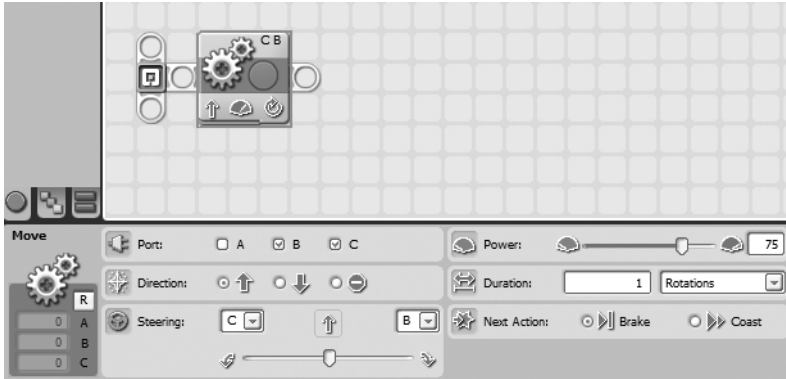 C B
Move
R
0 A
0 B
0 C
Port: A B C
Direction:
Steering: C B
Power: 75
Duration: 1 Rotations
Next Action: Brake Coast